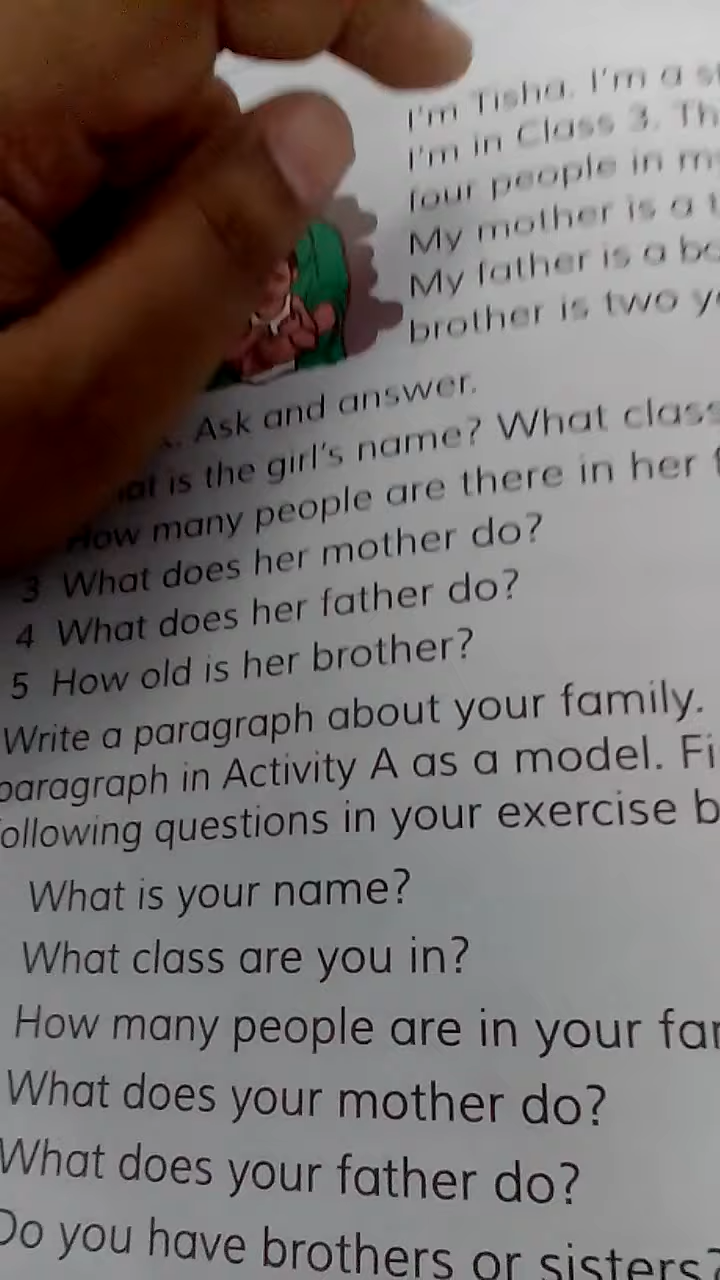 I'm Tisha. I'm a
I'm in Class 3.
four people in
My mother is a
My father is a
brother is two
Ask and answer.
is the girl's name? What class
How many people are there in her
3 What does her mother do?
4 What does her father do?
5 How old is her brother?
Write a paragraph about your family.
paragraph in Activity A as a model.
following questions in your exercise
What is your name?
What class are you in?
How many people are in your
What does your mother do?
What does your father do?
Do you have brothers or sisters?